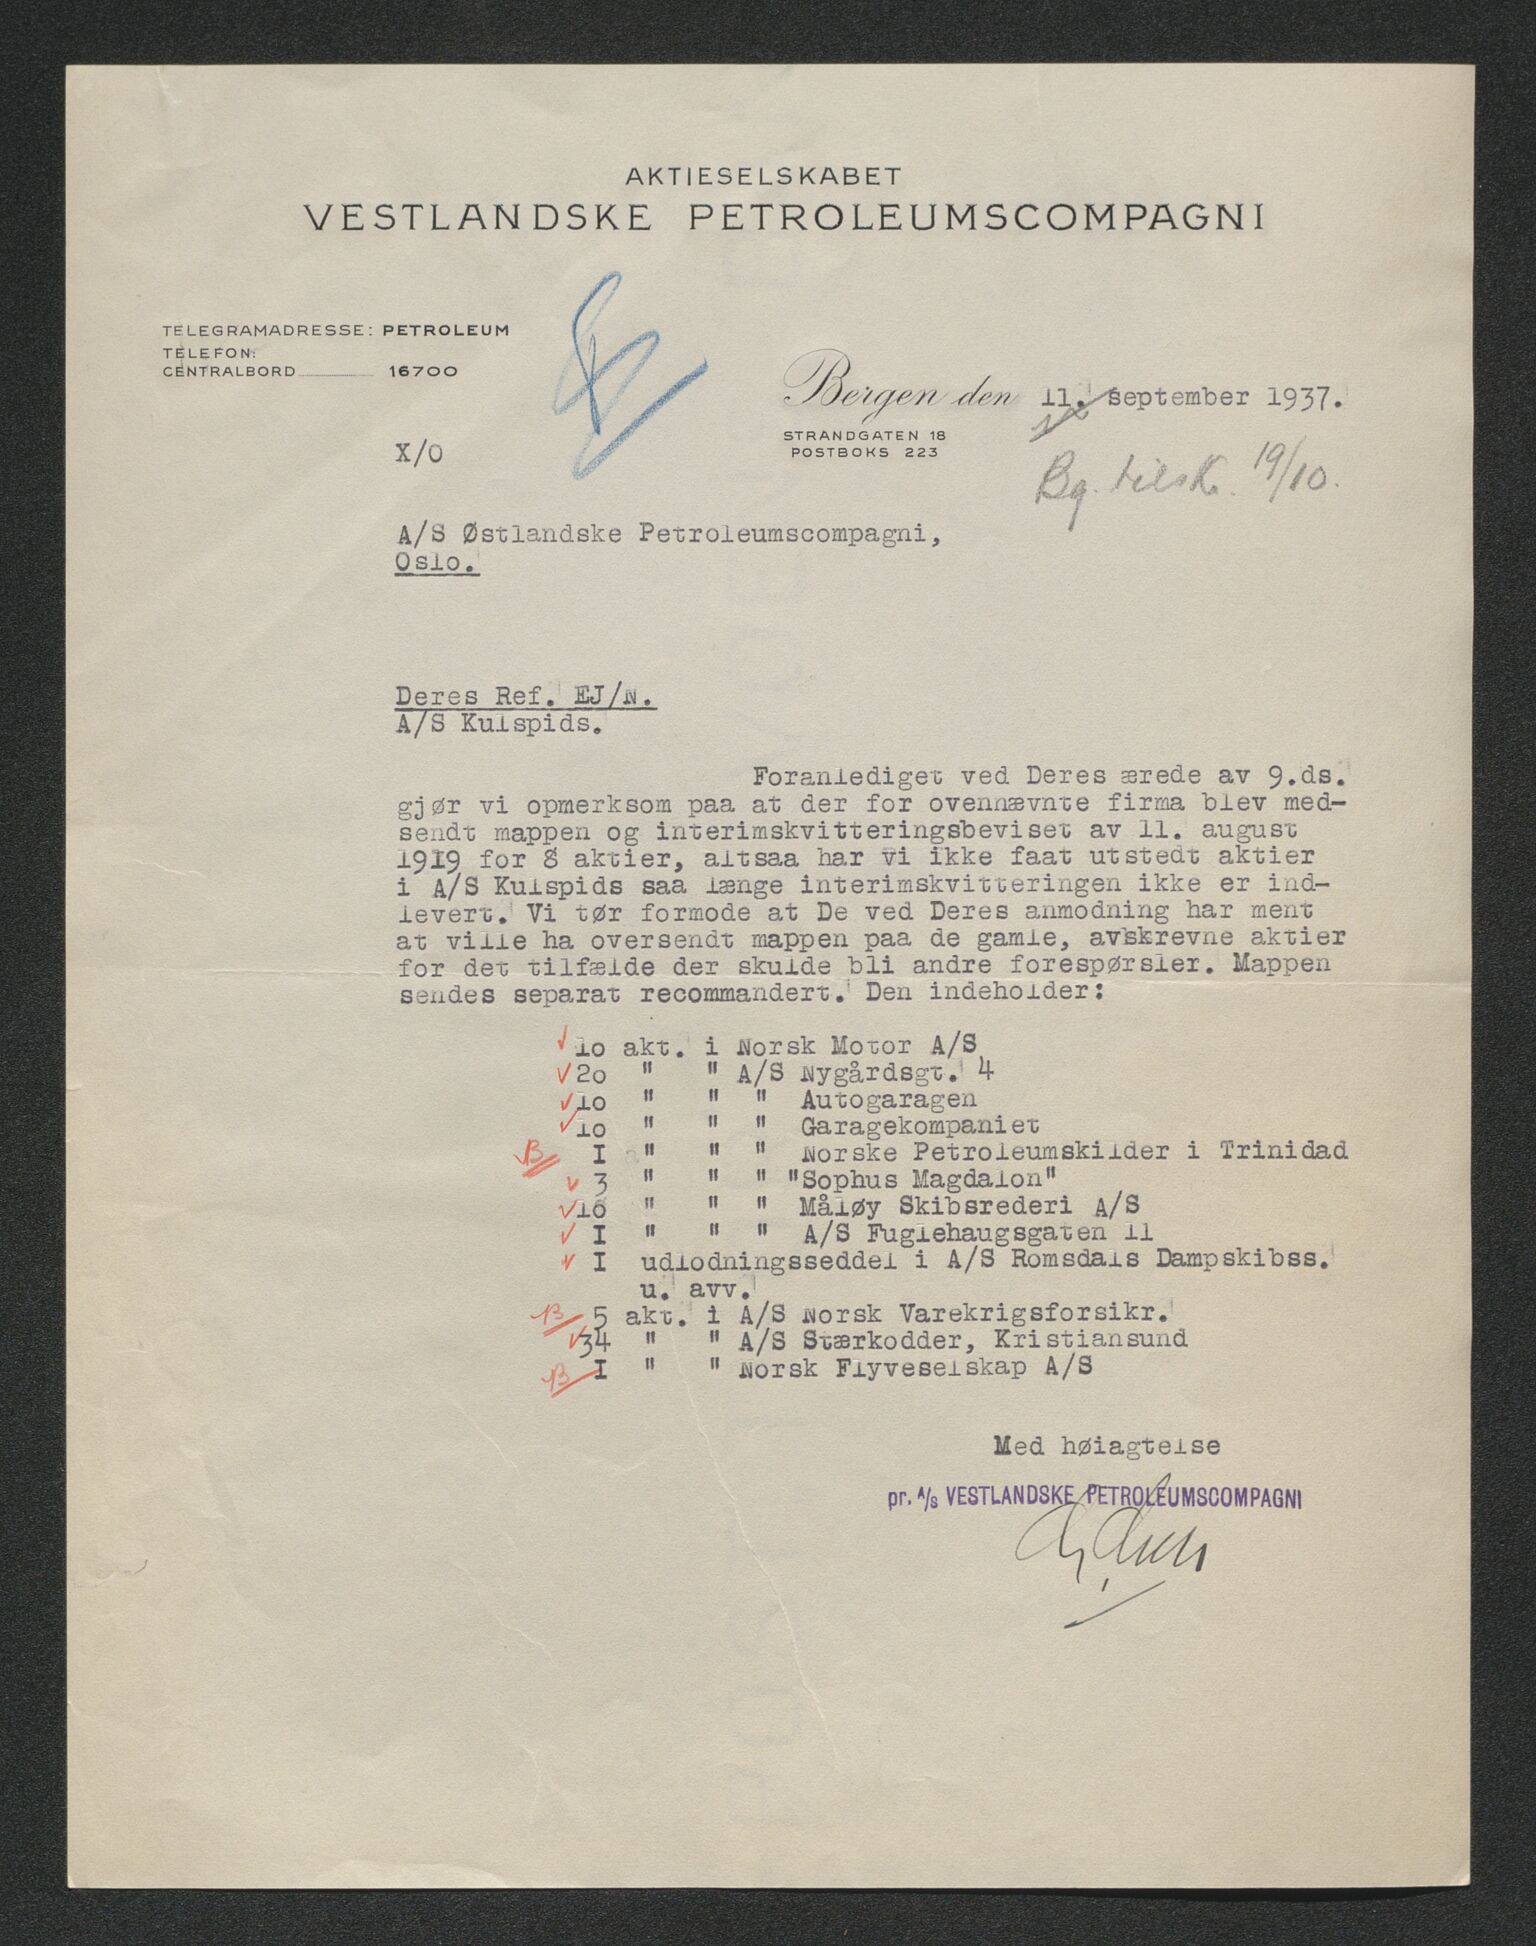 AKTIESELSKABET
VESTLANDSKE PETROLEUMSCOMPAGNI
TELEGRAMADRESSE: PETROLEUM
TELEFON:
CENTRALBORD 16700
Bergen den 11. september 1937.
STRANDGATEN 18
POSTBOKS 223
X/O
Bg. tilsk. 19/10.
A/S Østlandske Petroleumscompagni,
Oslo.
Deres Ref. EJ/N.
A/S Kulspids.
Foranlediget ved Deres ærede av 9.ds.
gjør vi opmerksom paa at der for ovennævnte firma blev med-
sendt mappen og interimskvitteringsbeviset av 11. august
1919 for 8 aktier, altsaa har vi ikke faat utstedt aktier
i A/S Kulspids saa længe interimskvitteringen ikke er ind-
levert. Vi tør formode at De ved Deres anmodning har ment
at ville ha oversendt mappen paa de gamle, avskrevne aktier
for det tilfælde der skulde bli andre forespørsler. Mappen
sendes separat recommandert. Den indeholder:
10 akt. i Norsk Motor A/S
20 " " A/S Nygårdsgt. 4
10 " " " Autogaragen
10 " " " Garagekompaniet
B I " " " Norske Petroleumskilder i Trinidad
3 " " " "Sophus Magdalon"
10 " " " Måløy Skibsrederi A/S
I " " " A/S Fuglehaugsgaten 11
I udlodningsseddel i A/S Romsdals Dampskibss.
u. avv.
B 5 akt. i A/S Norsk Varekrigsforsikr.
34 " " A/S Stærkodder, Kristiansund
B I " " Norsk Flyveselskap A/S
Med høiagtelse
pr. A/s VESTLANDSKE PETROLEUMSCOMPAGNI